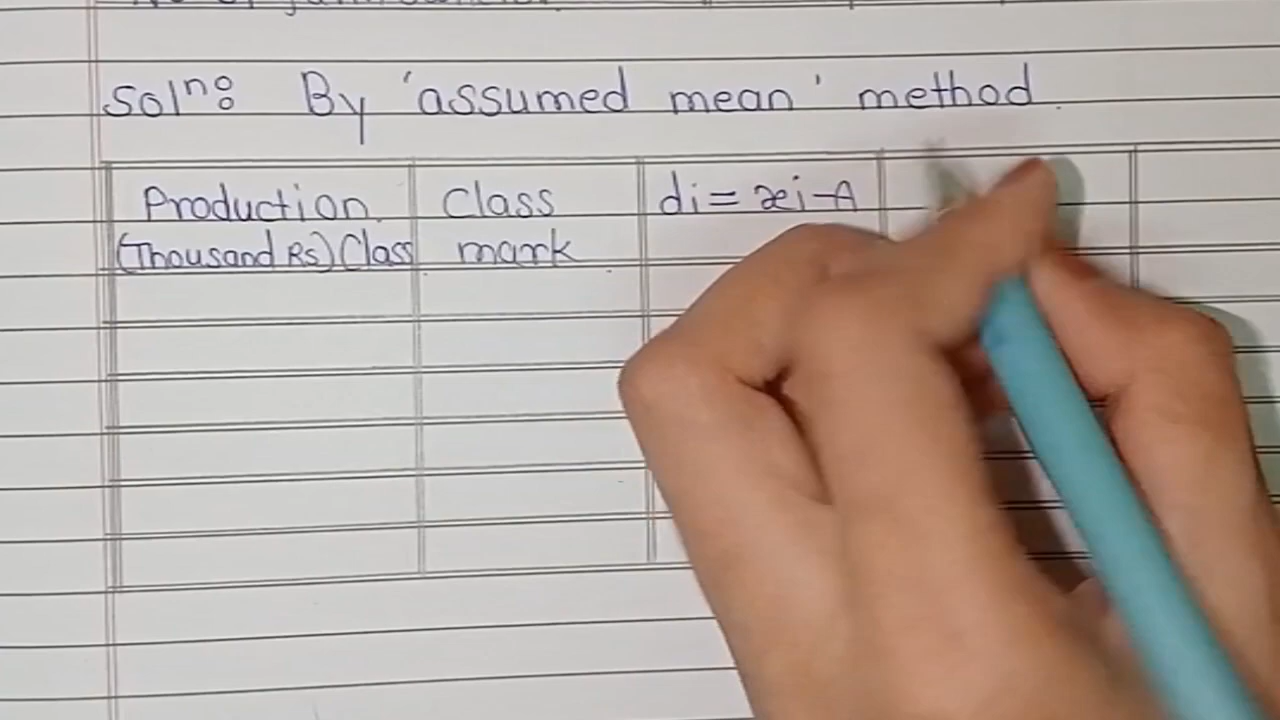 Solⁿ: By 'assumed mean' method.
Production Class di = xi-A
(Thousand Rs) Class mark